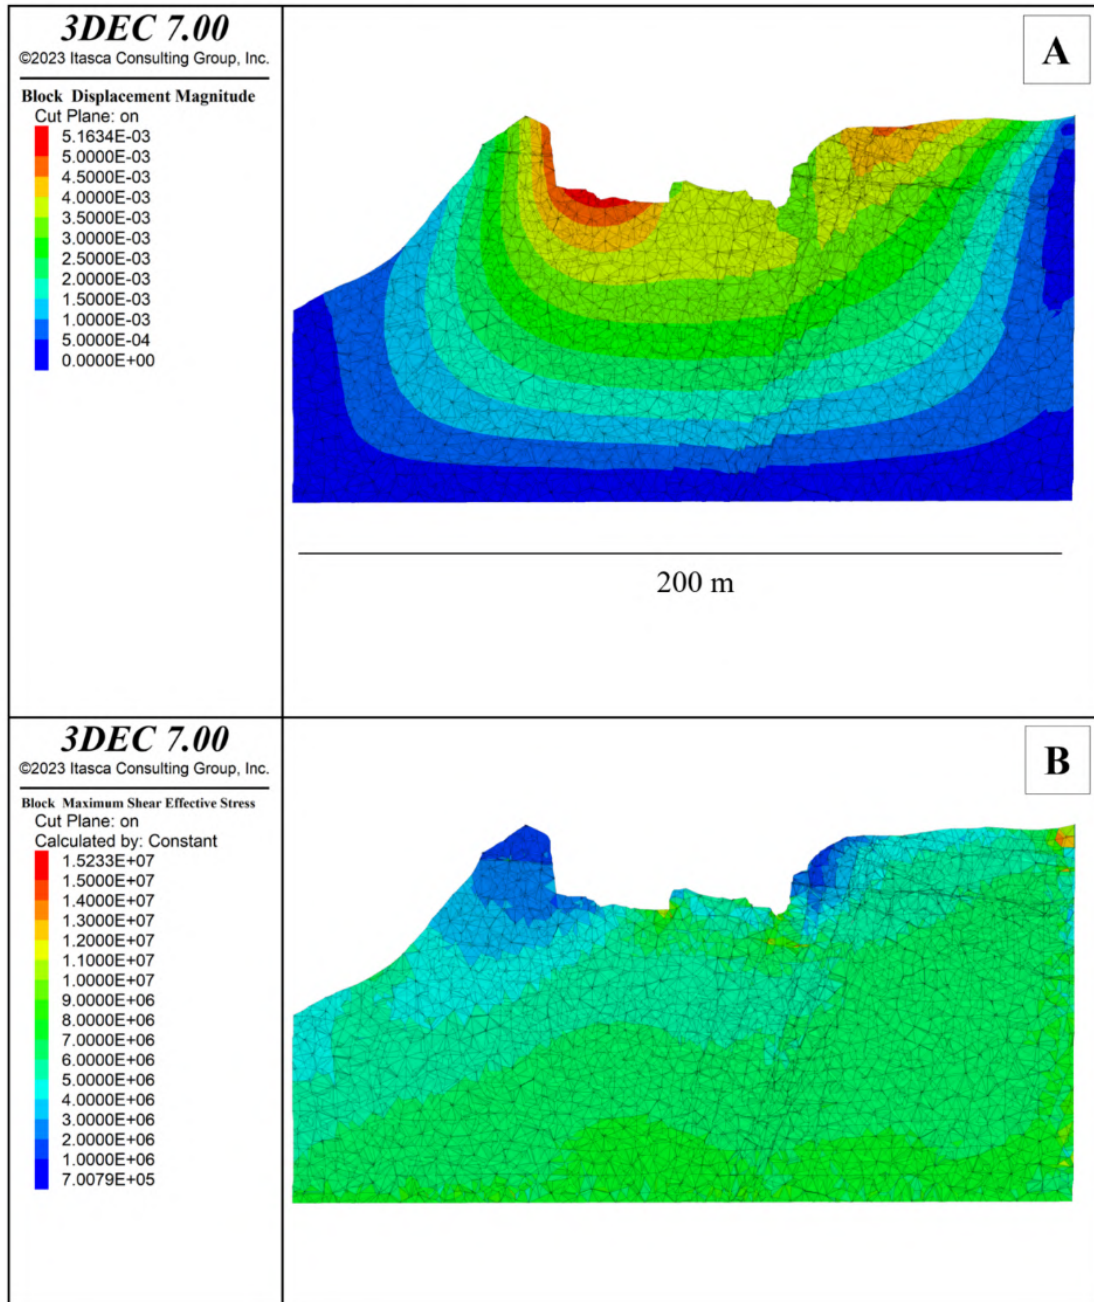 3DEC 7.00
©2023 Itasca Consulting Group, Inc.
Block Displacement Magnitude
Cut Plane: on
5.1634E-03
5.0000E-03
4.5000E-03
4.0000E-03
3.5000E-03
3.0000E-03
2.5000E-03
2.0000E-03
1.5000E-03
1.0000E-03
5.0000E-04
0.0000E+00
A
200 m
3DEC 7.00
©2023 Itasca Consulting Group, Inc.
Block Maximum Shear Effective Stress
Cut Plane: on
Calculated by: Constant
1.5233E+07
1.5000E+07
1.4000E+07
1.3000E+07
1.2000E+07
1.1000E+07
1.0000E+07
9.0000E+06
8.0000E+06
7.0000E+06
6.0000E+06
5.0000E+06
4.0000E+06
3.0000E+06
2.0000E+06
1.0000E+06
7.0079E+05
B